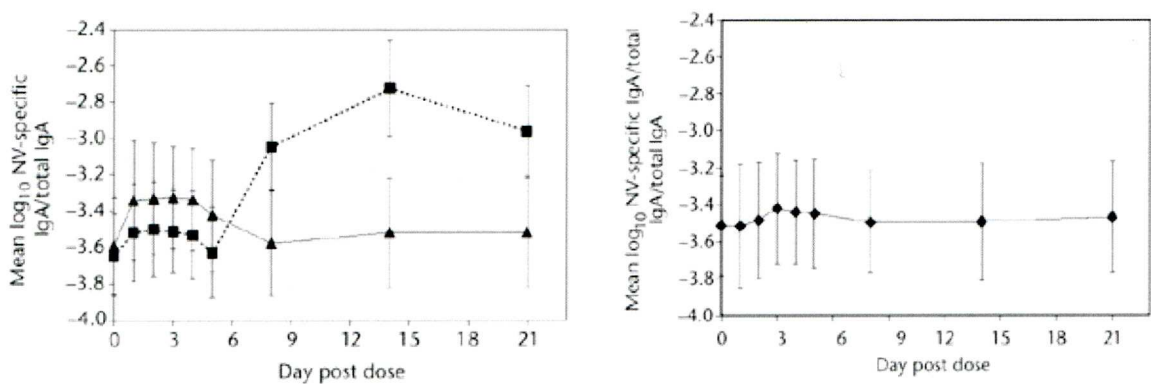 Mean log10 NV-specific
IgA/total IgA
−2.4
−2.6
−2.8
−3.0
−3.2
−3.4
−3.6
−3.8
−4.0
0 3 6 9 12 15 18 21
Day post dose
Mean log10 NV-specific IgA/total
IgA/total IgA
−2.4
−2.6
−2.8
−3.0
−3.2
−3.4
−3.6
−3.8
−4.0
0 3 6 9 12 15 18 21
Day post dose